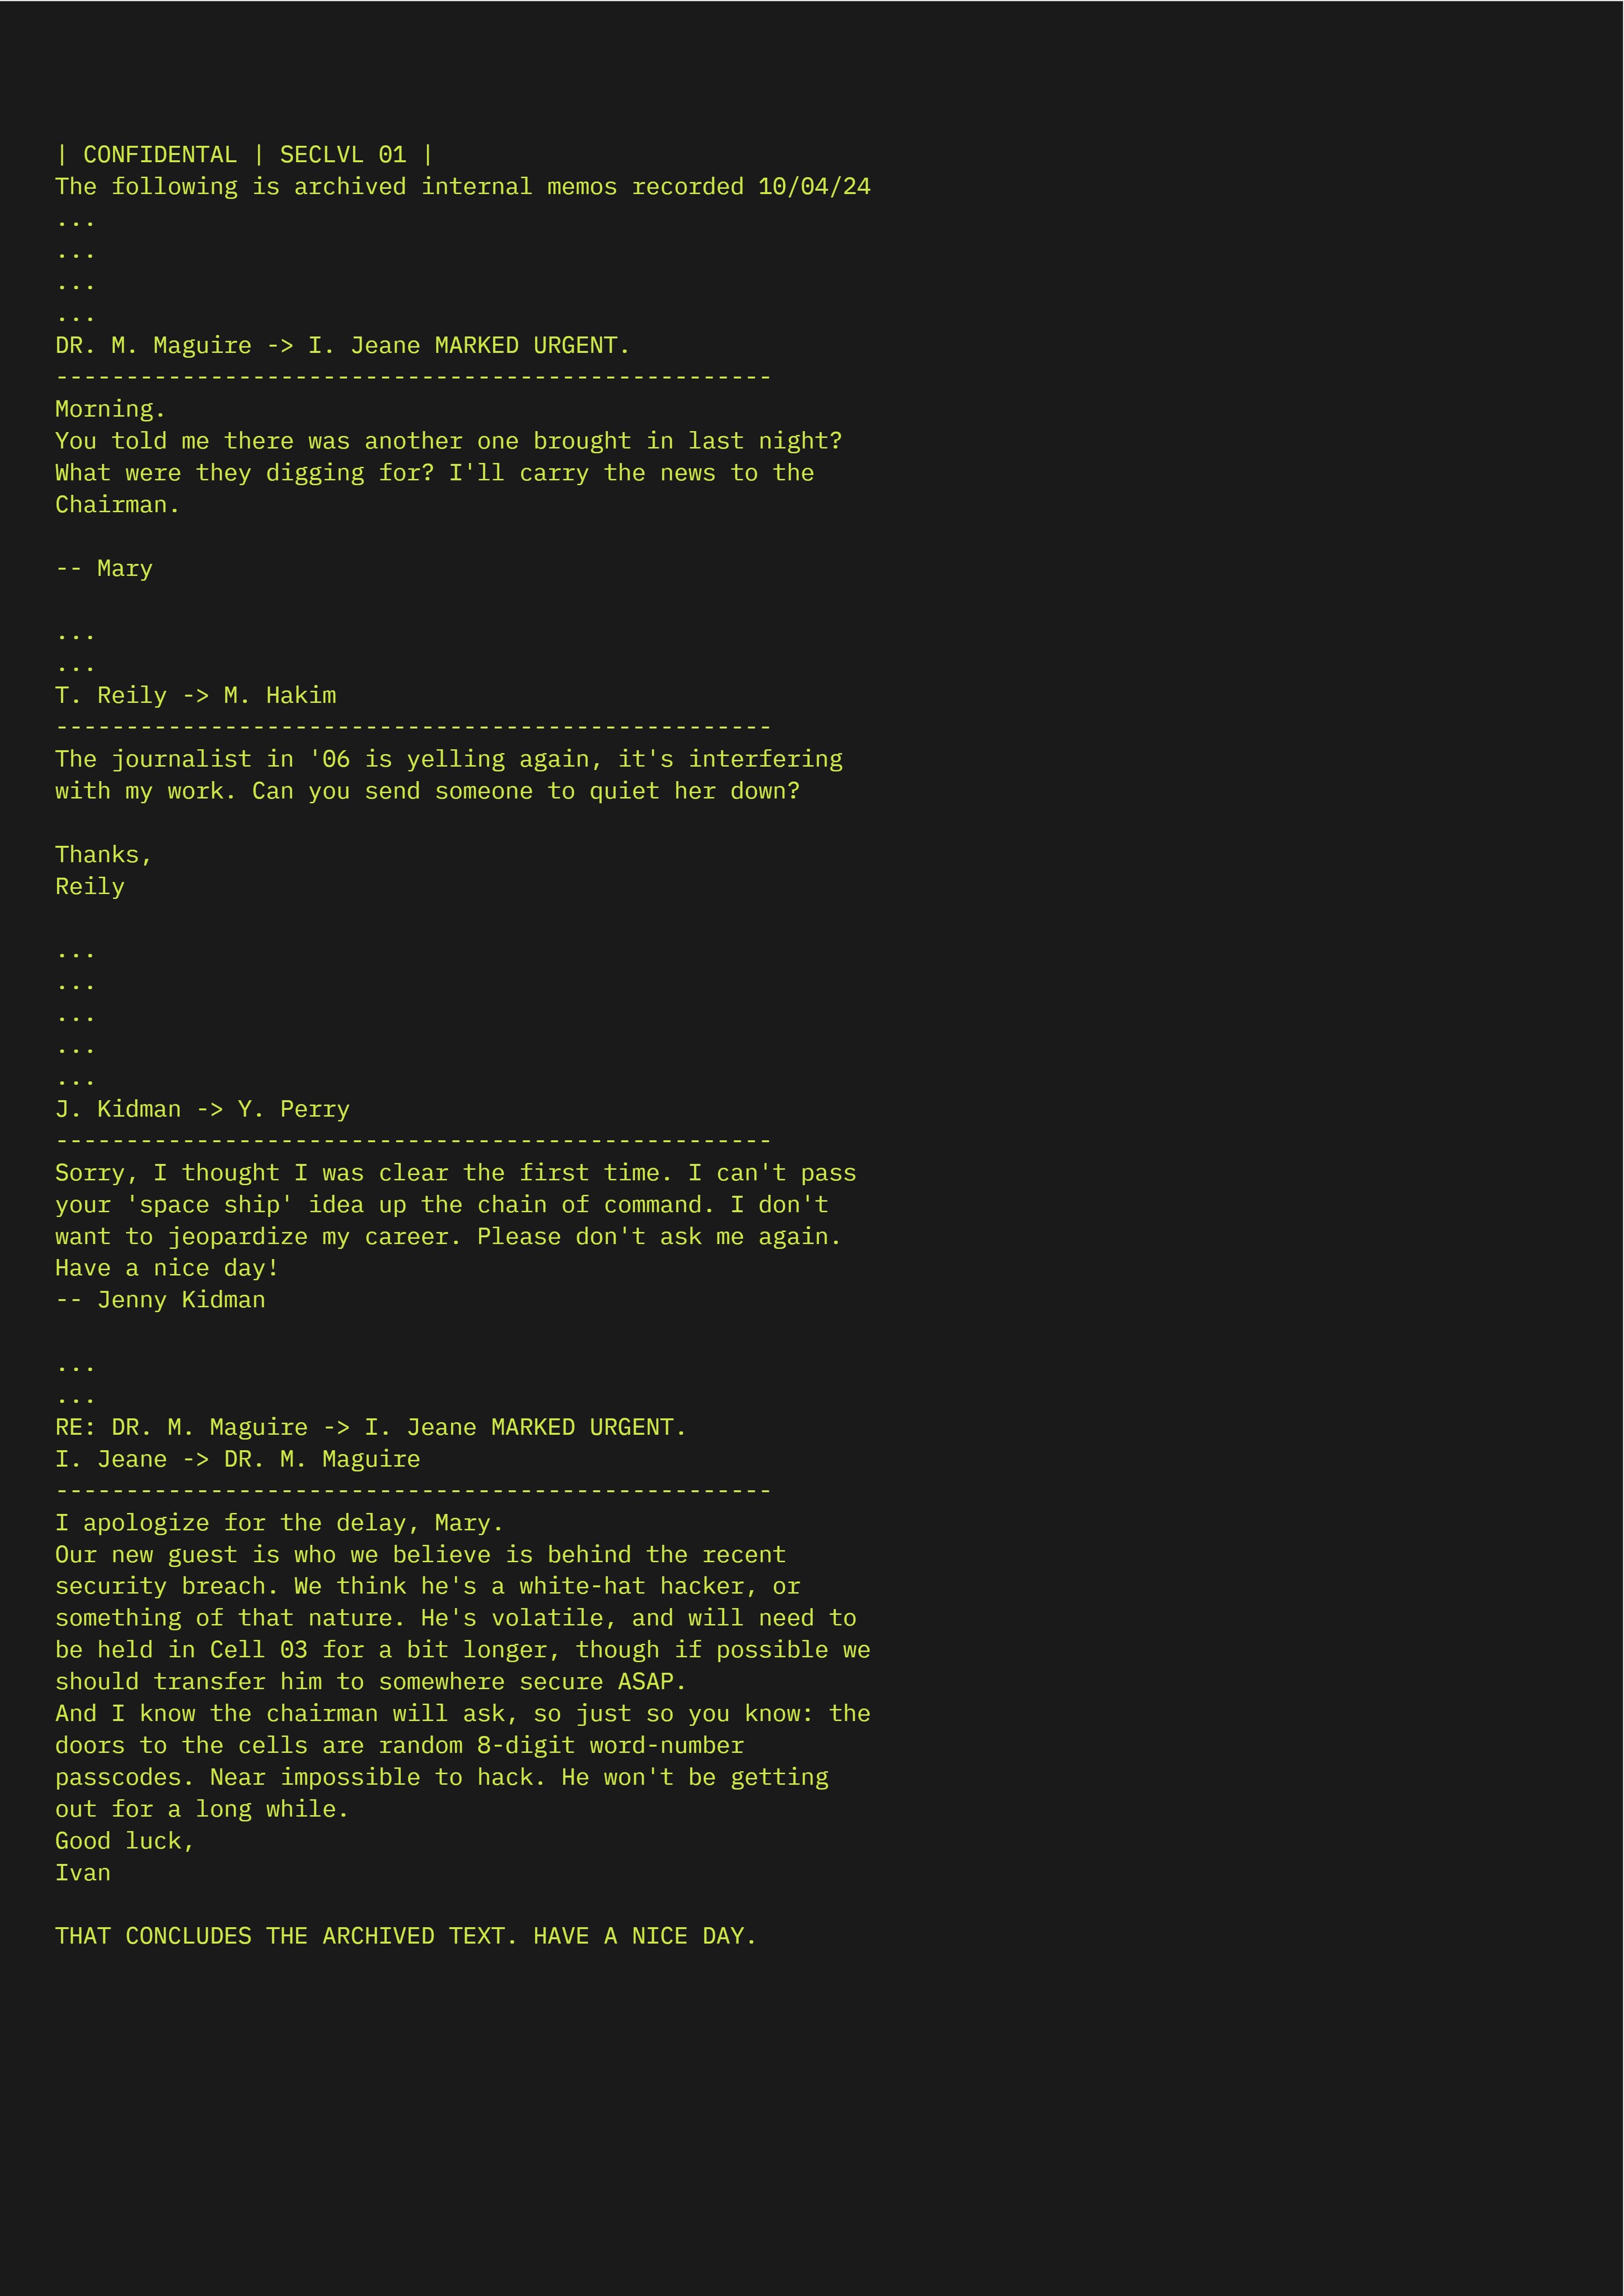 | CONFIDENTAL | SECLVL 01 |
The following is archived internal memos recorded 10/04/24
...
...
...
...
DR. M. Maguire -> I. Jeane MARKED URGENT.
---------------------------------------------------
Morning.
You told me there was another one brought in last night?
What were they digging for? I'll carry the news to the
Chairman.
-- Mary
...
...
T. Reily -> M. Hakim
---------------------------------------------------
The journalist in '06 is yelling again, it's interfering
with my work. Can you send someone to quiet her down?
Thanks,
Reily
...
...
...
...
...
J. Kidman -> Y. Perry
---------------------------------------------------
Sorry, I thought I was clear the first time. I can't pass
your 'space ship' idea up the chain of command. I don't
want to jeopardize my career. Please don't ask me again.
Have a nice day!
-- Jenny Kidman
...
...
RE: DR. M. Maguire -> I. Jeane MARKED URGENT.
I. Jeane -> DR. M. Maguire
---------------------------------------------------
I apologize for the delay, Mary.
Our new guest is who we believe is behind the recent
security breach. We think he's a white-hat hacker, or
something of that nature. He's volatile, and will need to
be held in Cell 03 for a bit longer, though if possible we
should transfer him to somewhere secure ASAP.
And I know the chairman will ask, so just so you know: the
doors to the cells are random 8-digit word-number
passcodes. Near impossible to hack. He won't be getting
out for a long while.
Good luck,
Ivan
THAT CONCLUDES THE ARCHIVED TEXT. HAVE A NICE DAY.